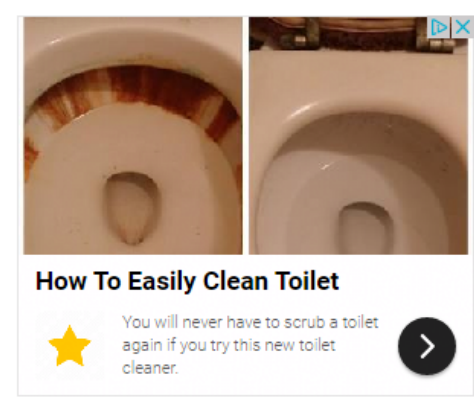 How To Easily Clean Toilet
You will never have to scrub a toilet
again if you try this new toilet
cleaner.